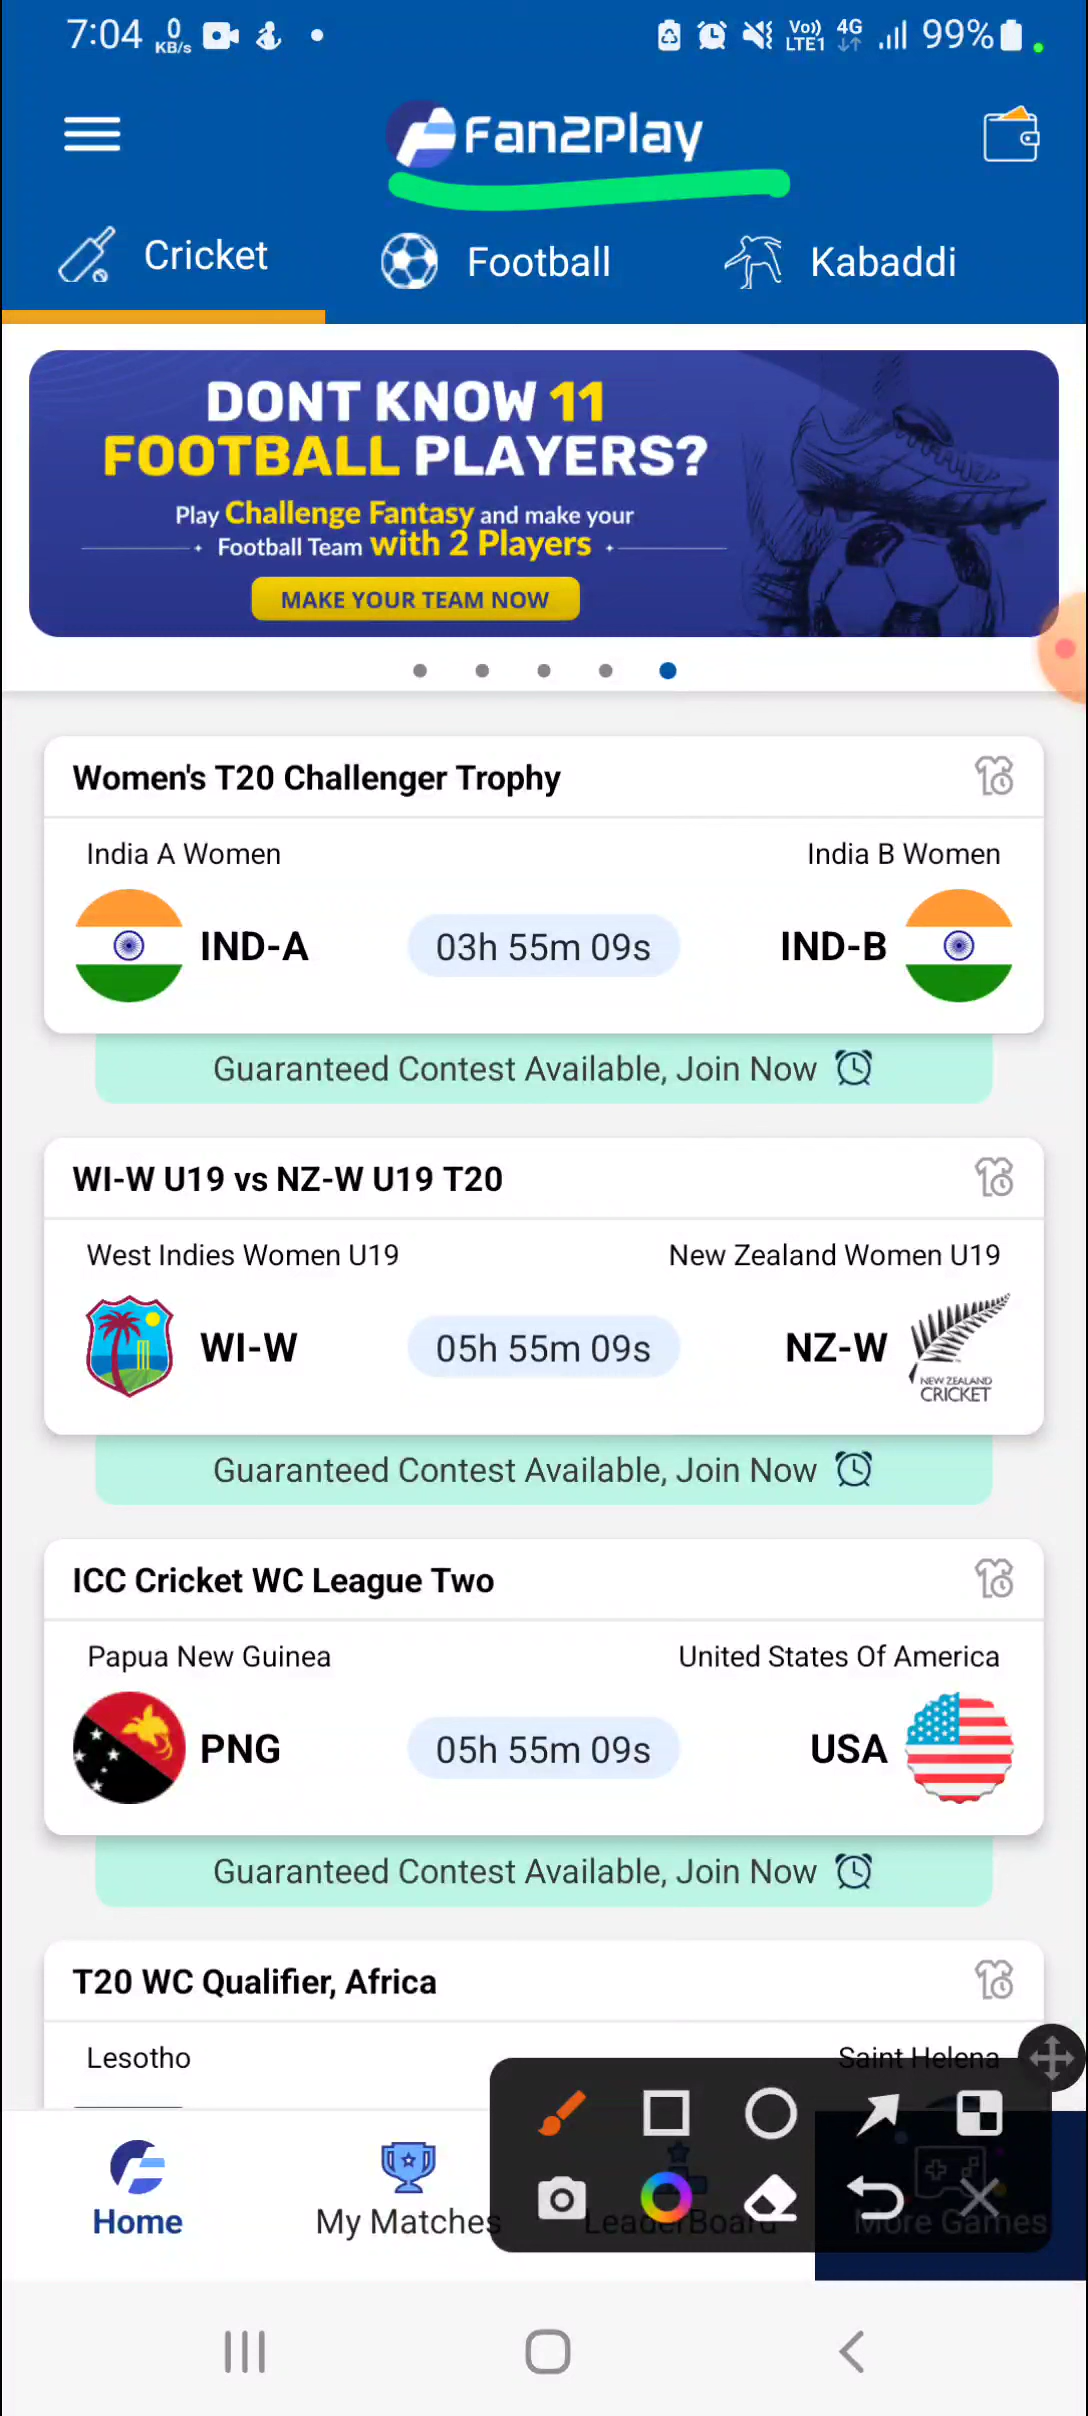 7:04 0 KB/s Vo)) LTE1 4G 99%
Fan2Play
Cricket Football Kabaddi
DONT KNOW 11
FOOTBALL PLAYERS?
Play Challenge Fantasy and make your
Football Team with 2 Players
MAKE YOUR TEAM NOW
Women's T20 Challenger Trophy
India A Women India B Women
IND-A 03h 55m 09s IND-B
Guaranteed Contest Available, Join Now
WI-W U19 vs NZ-W U19 T20
West Indies Women U19 New Zealand Women U19
WI-W 05h 55m 09s NZ-W
NEW ZEALAND
CRICKET
Guaranteed Contest Available, Join Now
ICC Cricket WC League Two
Papua New Guinea United States Of America
PNG 05h 55m 09s USA
Guaranteed Contest Available, Join Now
T20 WC Qualifier, Africa
Lesotho Saint Helena
Home My Matches LeaderBoard More Games